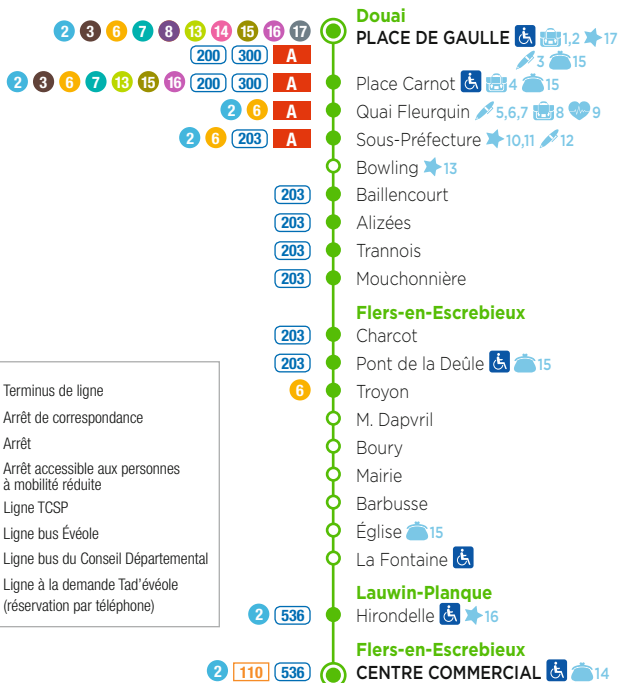 Douai
2 3 6 7 8 13 14 15 16 17 PLACE DE GAULLE 1,2 17
200 300 A 3 15
2 3 6 7 13 15 16 200 300 A Place Carnot 4 15
2 6 A Quai Fleurquin 5,6,7 8 9
2 6 203 A Sous-Préfecture 10,11 12
Bowling 13
203 Baillencourt
203 Alizées
203 Trannois
203 Mouchonnière
Flers-en-Escrebieux
203 Charcot
203 Pont de la Deûle 15
6 Troyon
M. Dapvril
Boury
Mairie
Barbusse
Église 15
La Fontaine
Lauwin-Planque
2 536 Hirondelle 16
Flers-en-Escrebieux
2 110 536 CENTRE COMMERCIAL 14
Terminus de ligne
Arrêt de correspondance
Arrêt
Arrêt accessible aux personnes
à mobilité réduite
Ligne TCSP
Ligne bus Évéole
Ligne bus du Conseil Départemental
Ligne à la demande Tad'évéole
(réservation par téléphone)